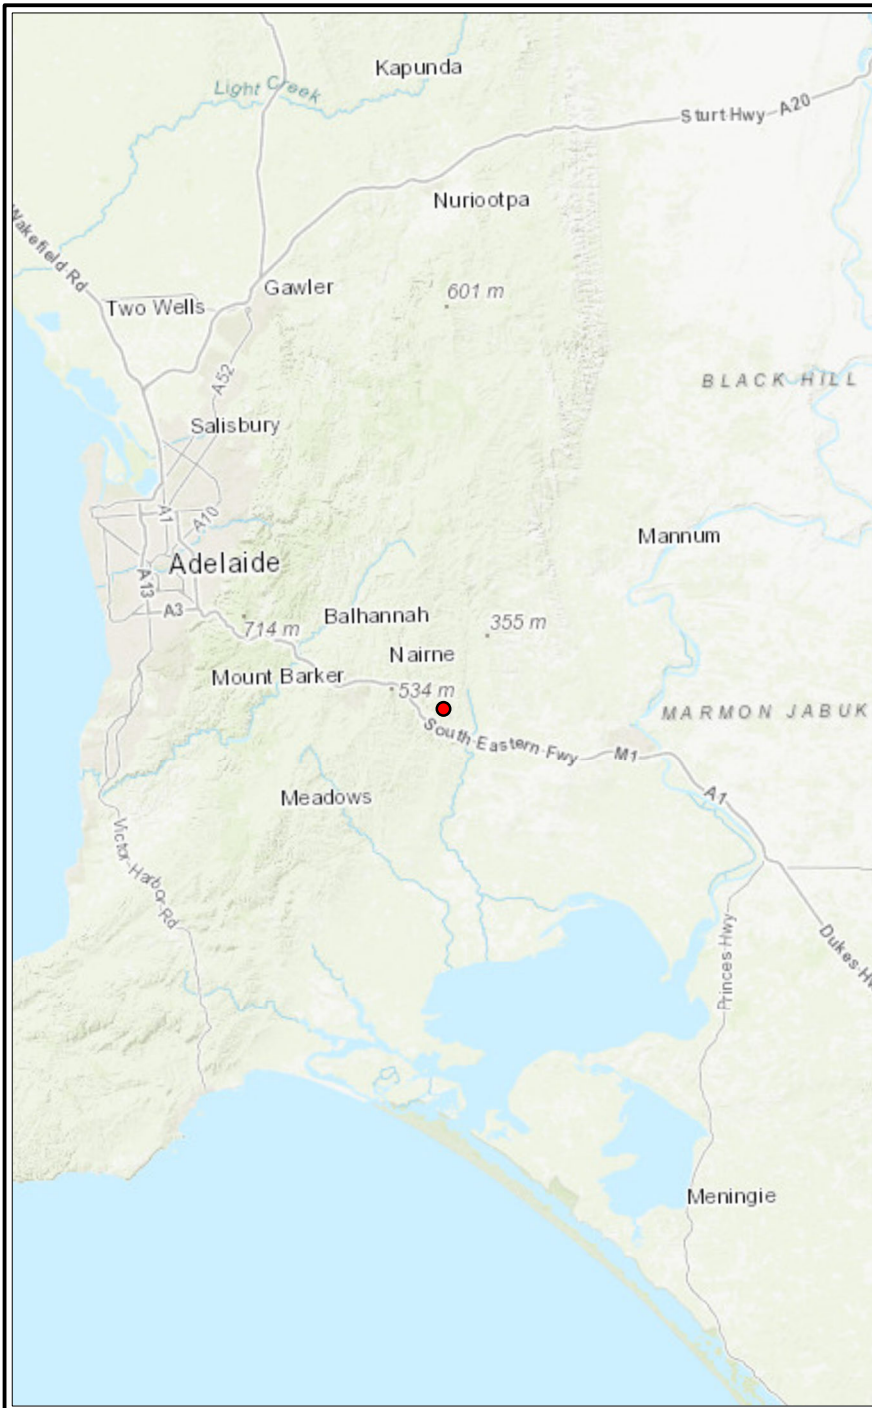 Kapunda
Light Creek
Sturt Hwy A20
Nuriootpa
Wakefield Rd
Gawler
601 m
Two Wells
A52
BLACK HILL
Salisbury
A1
A10
Mannum
Adelaide
A13
A3
Balhannah
355 m
714 m
Nairne
Mount Barker
534 m
MARMON JABUK
South Eastern Fwy
M1
A1
Meadows
Victor Harbor Rd
Princes Hwy
Dukes
Meningie